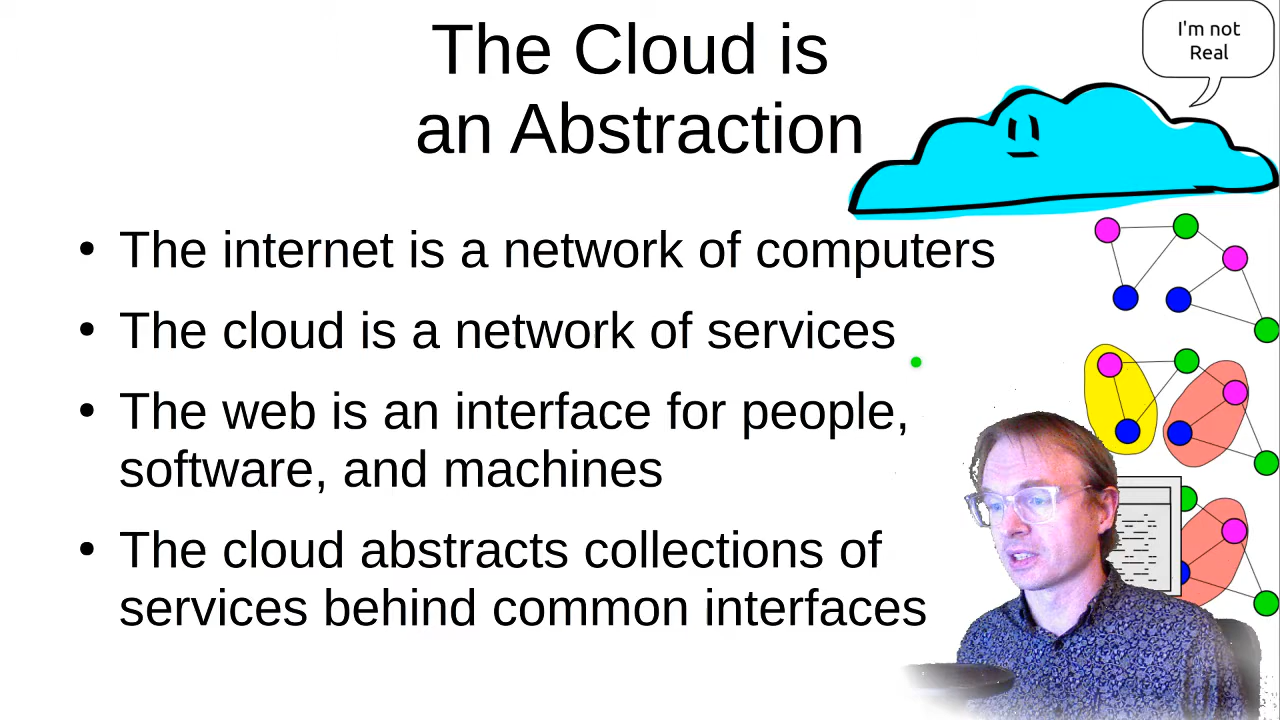 The Cloud is
an Abstraction
I'm not
Real
• The internet is a network of computers
• The cloud is a network of services
• The web is an interface for people,
software, and machines
• The cloud abstracts collections of
services behind common interfaces